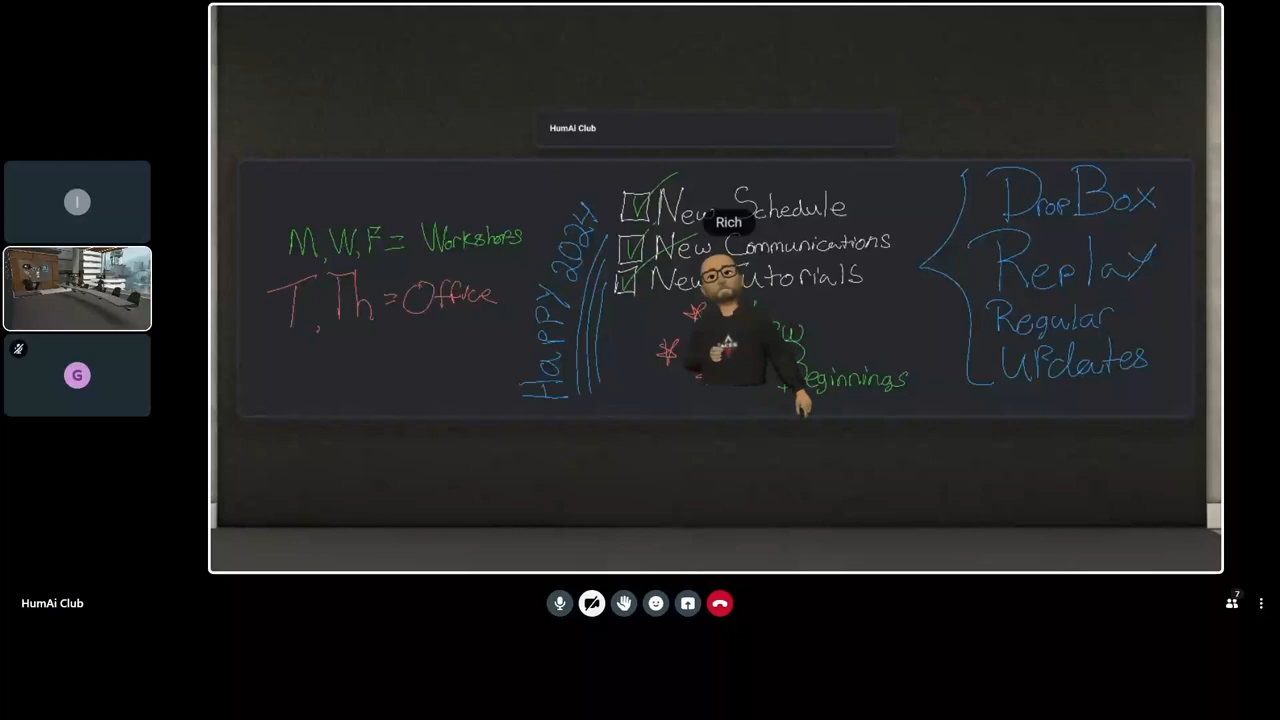 I
G
HumAi Club
M, W, F = Workshops
T, Th = Office
Happy 2024
New Schedule
Rich
New Communications
New Tutorials
eginnings
DropBox
Replay
Regular
Updates
HumAi Club
7